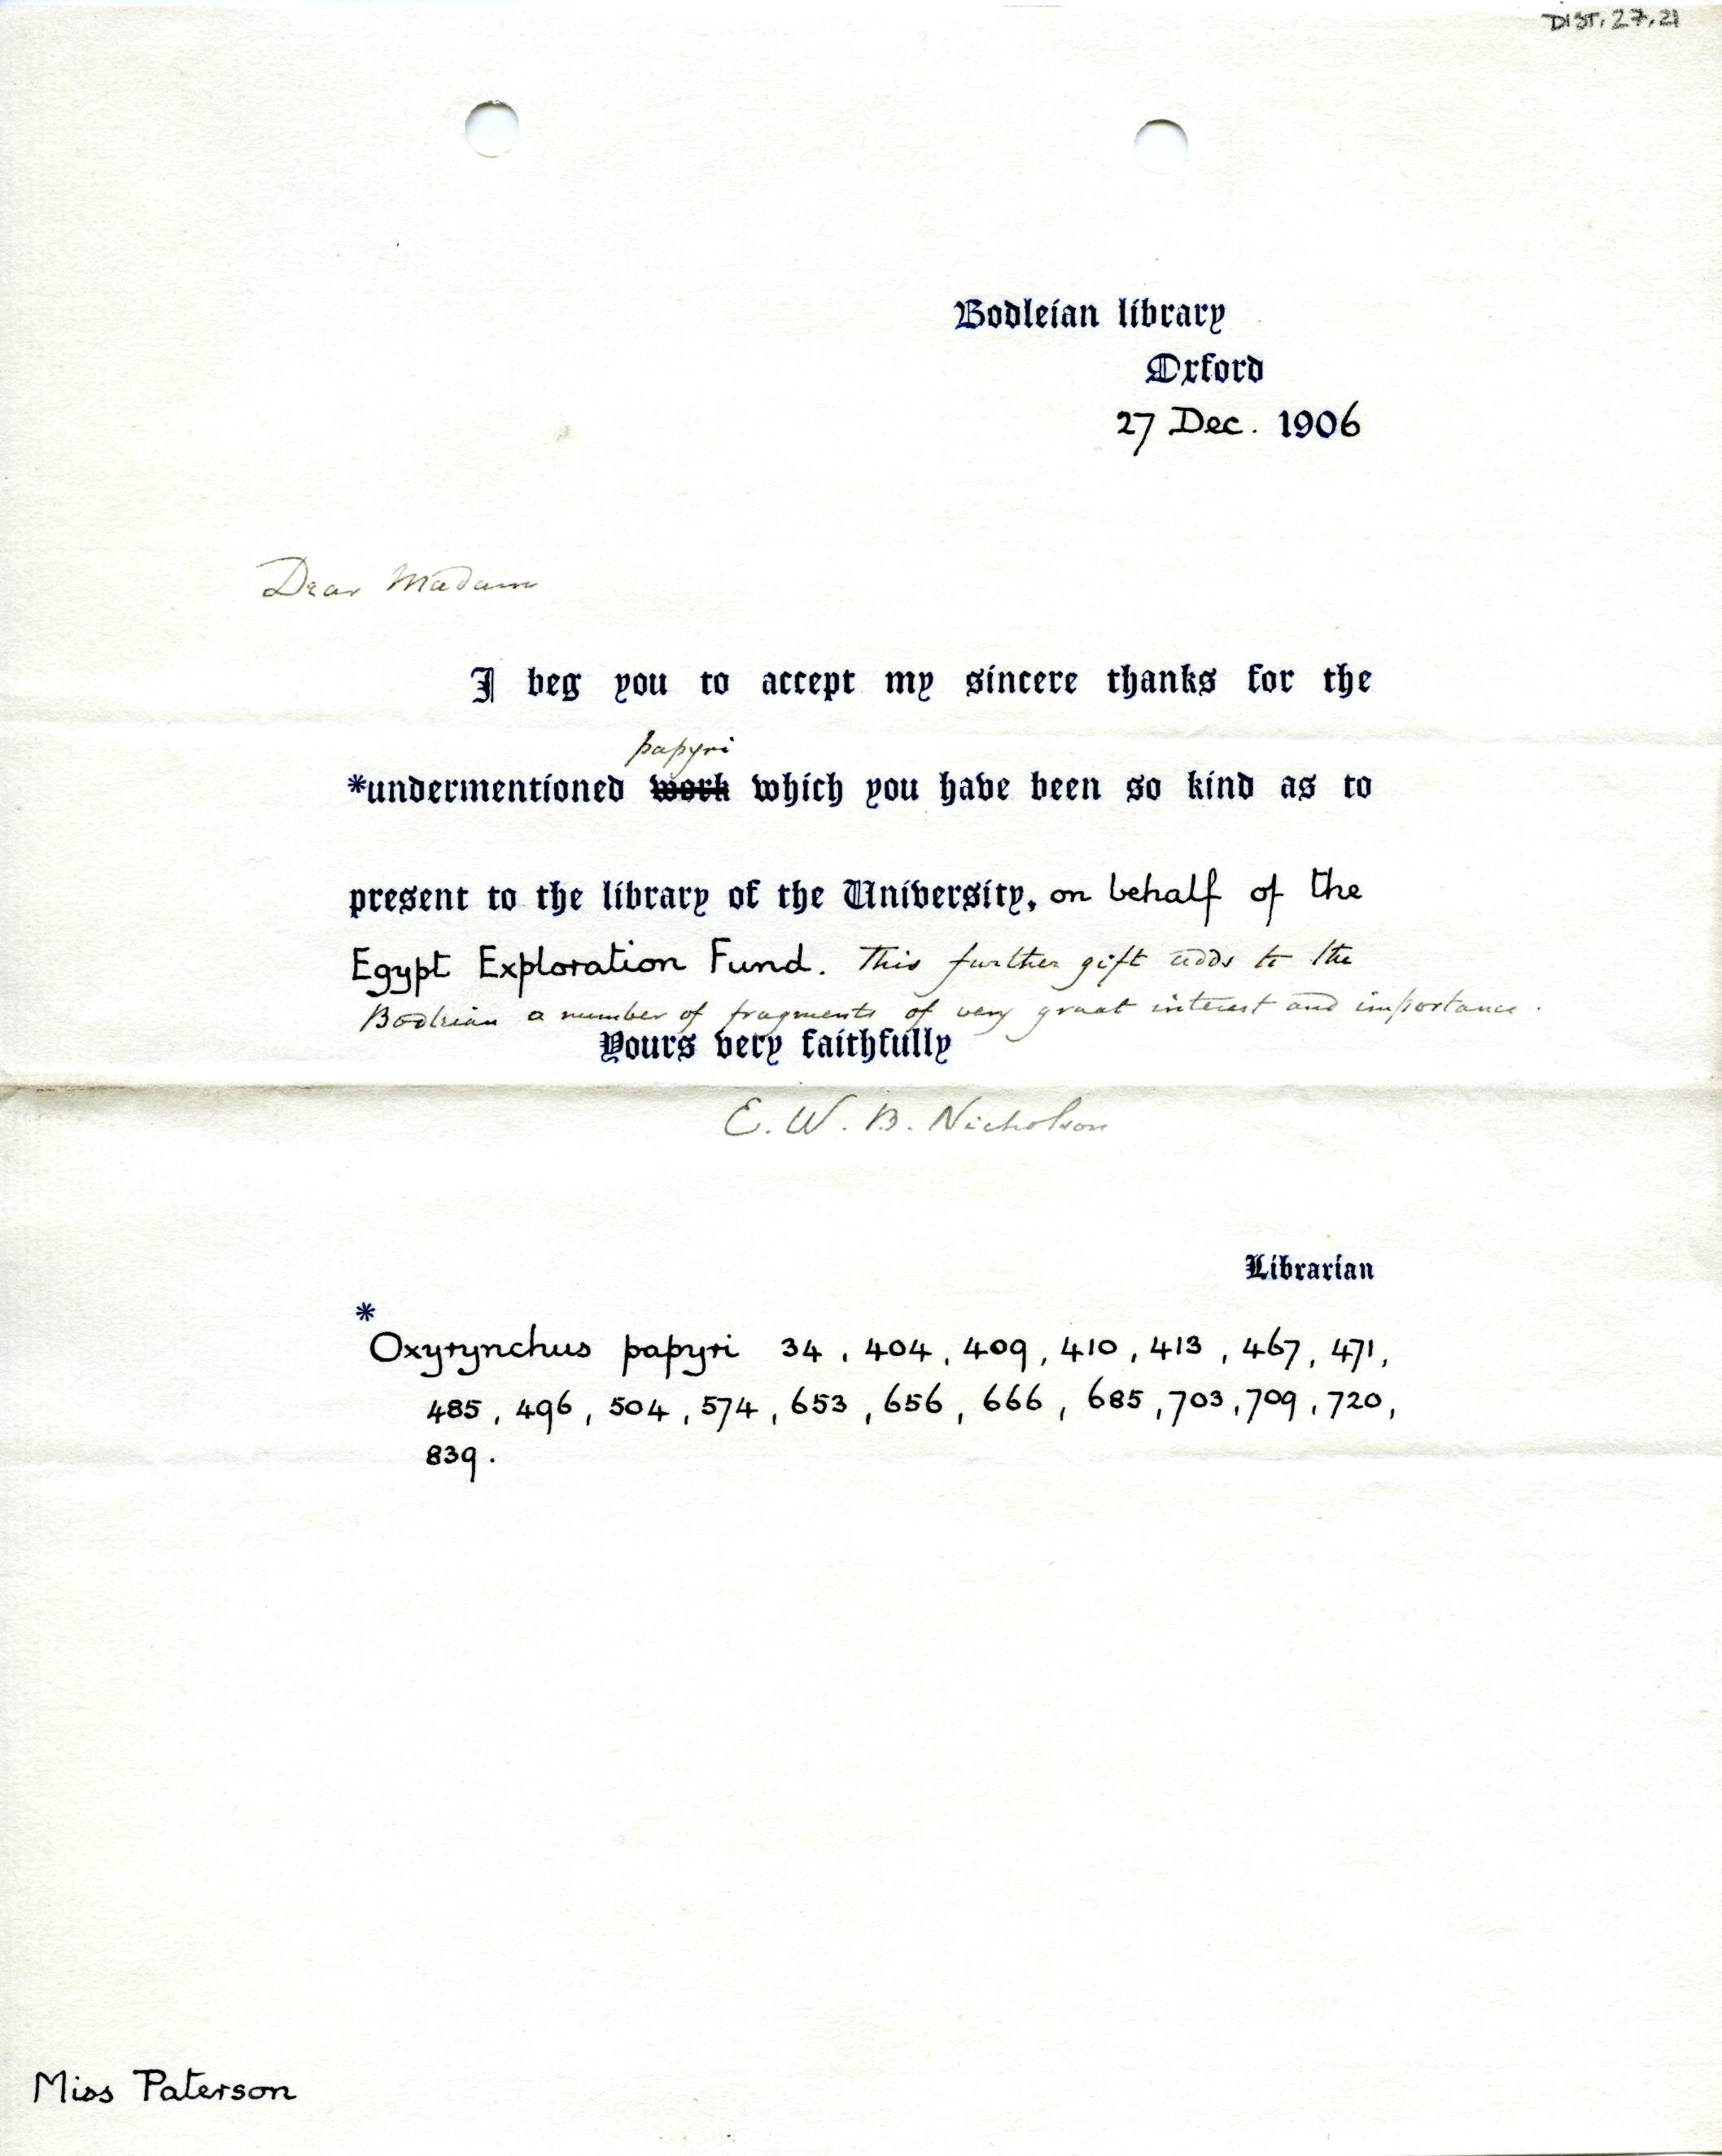 DIST. 27.21
Bodleian library
Oxford
27 Dec. 1906
Dear Madam
I beg you to accept my sincere thanks for the
papyri
*undermentioned work which you have been so kind as to
present to the library of the University, on behalf of the
Egypt Exploration Fund. This further gift adds to the
Bodleian a number of fragments of very great interest and importance.
Yours very faithfully
E. W. B. Nicholson
Librarian
*
Oxyrynchus papyri 34, 404, 409, 410, 413, 467, 471,
485, 496, 504, 574, 653, 656, 666, 685, 703, 709, 720,
839.
Miss Paterson